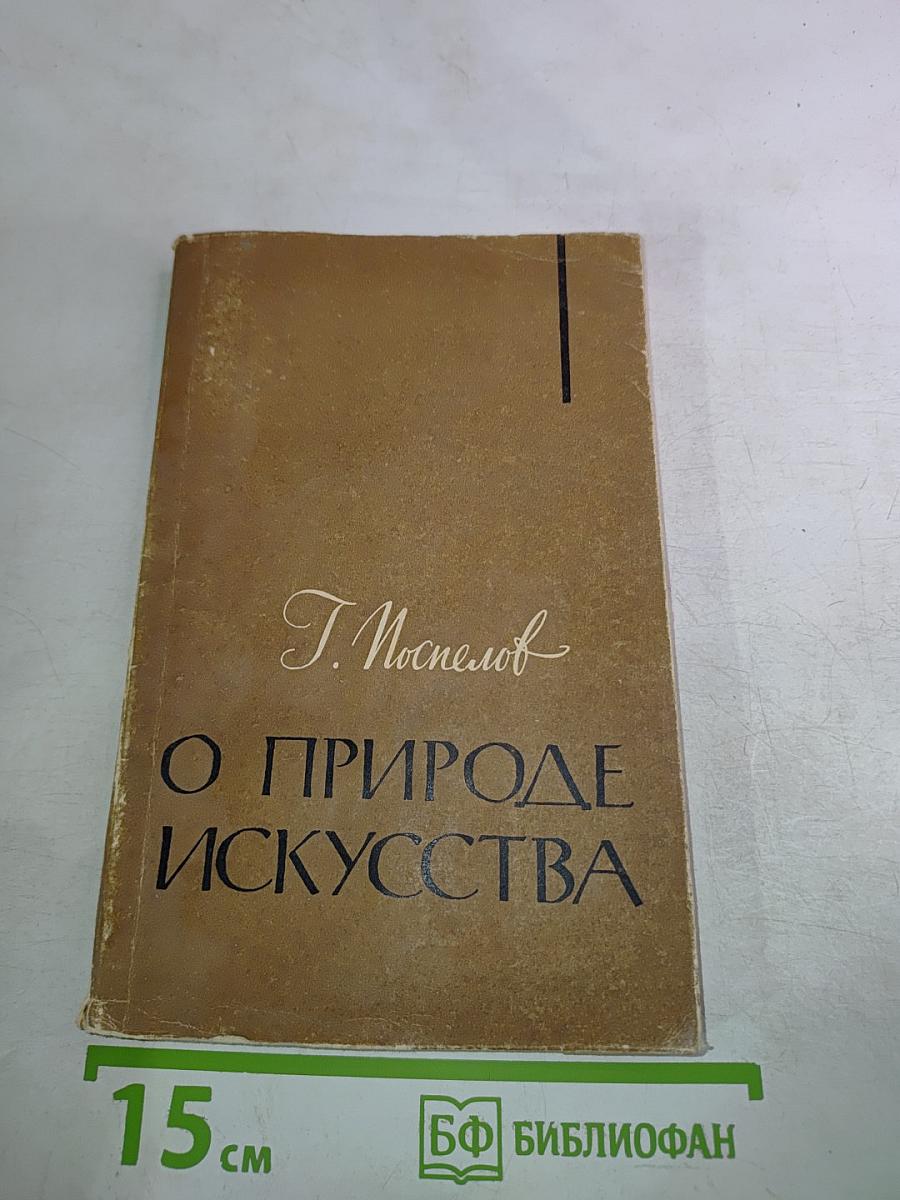 Г. Поспелов
О ПРИРОДЕ
ИСКУССТВА
15 см
БФ БИБЛИОФАН